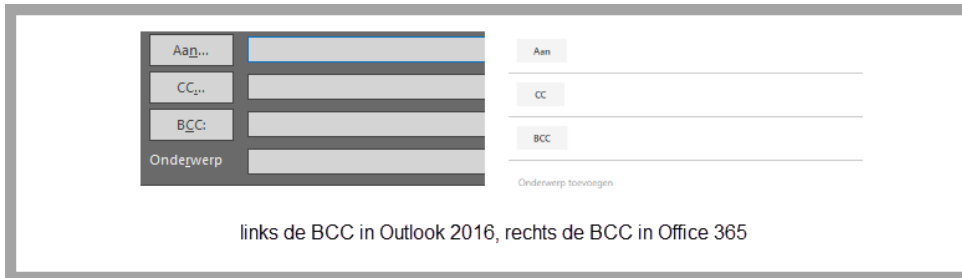 Aan...
CC...
BCC:
Onderwerp
Aan
CC
BCC
Onderwerp toevoegen
links de BCC in Outlook 2016, rechts de BCC in Office 365